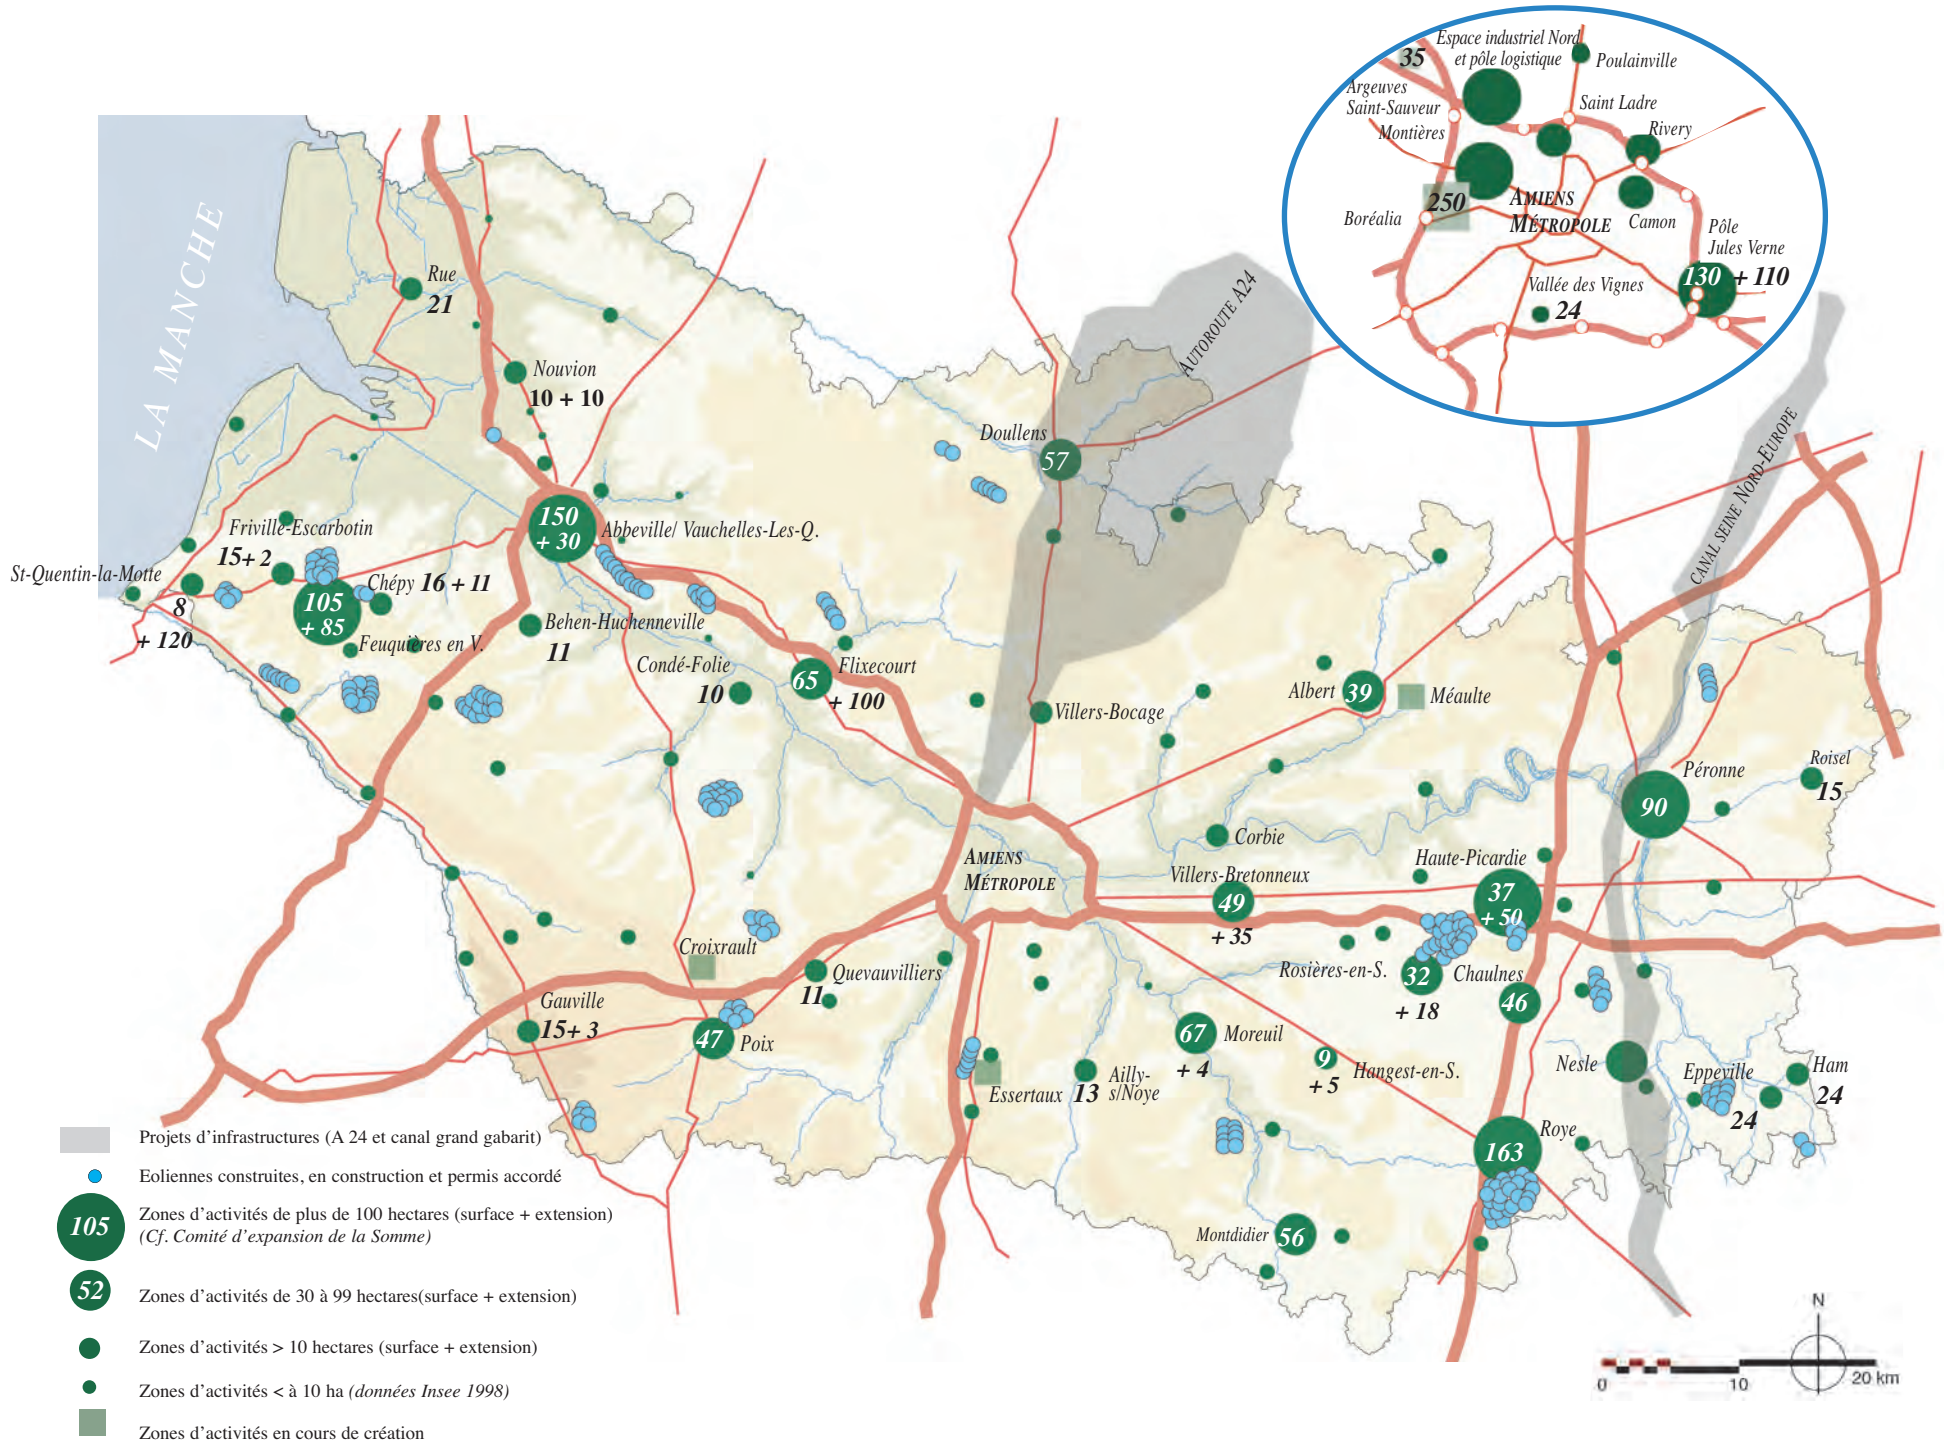 Espace industriel Nord
et pôle logistique
35
Poulainville
Argeuves
Saint-Sauveur
Saint Ladre
Montières
Rivery
250
AMIENS
MÉTROPOLE
Boréalia
Camon
Pôle
Jules Verne
130 + 110
Vallée des Vignes
24
LA MANCHE
Rue
21
AUTOROUTE A24
CANAL SEINE NORD-EUROPE
Nouvion
10 + 10
Doullens
57
150
+ 30
Abbeville/ Vauchelles-Les-Q.
Friville-Escarbotin
15+ 2
St-Quentin-la-Motte
8
+ 120
Chépy 16 + 11
105
+ 85
Feuquières en V.
Behen-Huchenneville
11
Condé-Folie
10
65
Flixecourt
+ 100
Villers-Bocage
Albert 39
Méaulte
Péronne
90
Roisel
15
Corbie
AMIENS
MÉTROPOLE
Villers-Bretonneux
49
+ 35
Haute-Picardie
37
+ 50
Croixrault
Quevauvilliers
11
Rosières-en-S.
32
+ 18
Chaulnes
46
Gauville
15+ 3
47 Poix
67 Moreuil
+ 4
9
+ 5
Hangest-en-S.
Essertaux
13
Ailly-
s/Noye
Nesle
Eppeville
24
Ham
24
Roye
163
Montdidier 56
Projets d'infrastructures (A 24 et canal grand gabarit)
Eoliennes construites, en construction et permis accordé
105
Zones d'activités de plus de 100 hectares (surface + extension)
(Cf. Comité d'expansion de la Somme)
52
Zones d'activités de 30 à 99 hectares(surface + extension)
Zones d'activités > 10 hectares (surface + extension)
Zones d'activités < à 10 ha (données Insee 1998)
Zones d'activités en cours de création
N
0 10 20 km